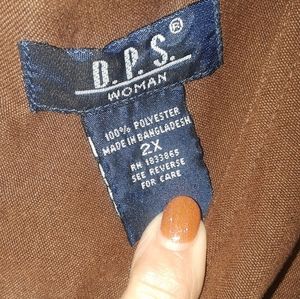 D.P.S.®
WOMAN
100% POLYESTER
MADE IN BANGLADESH
2X
RN 1833865
SEE REVERSE
FOR CARE